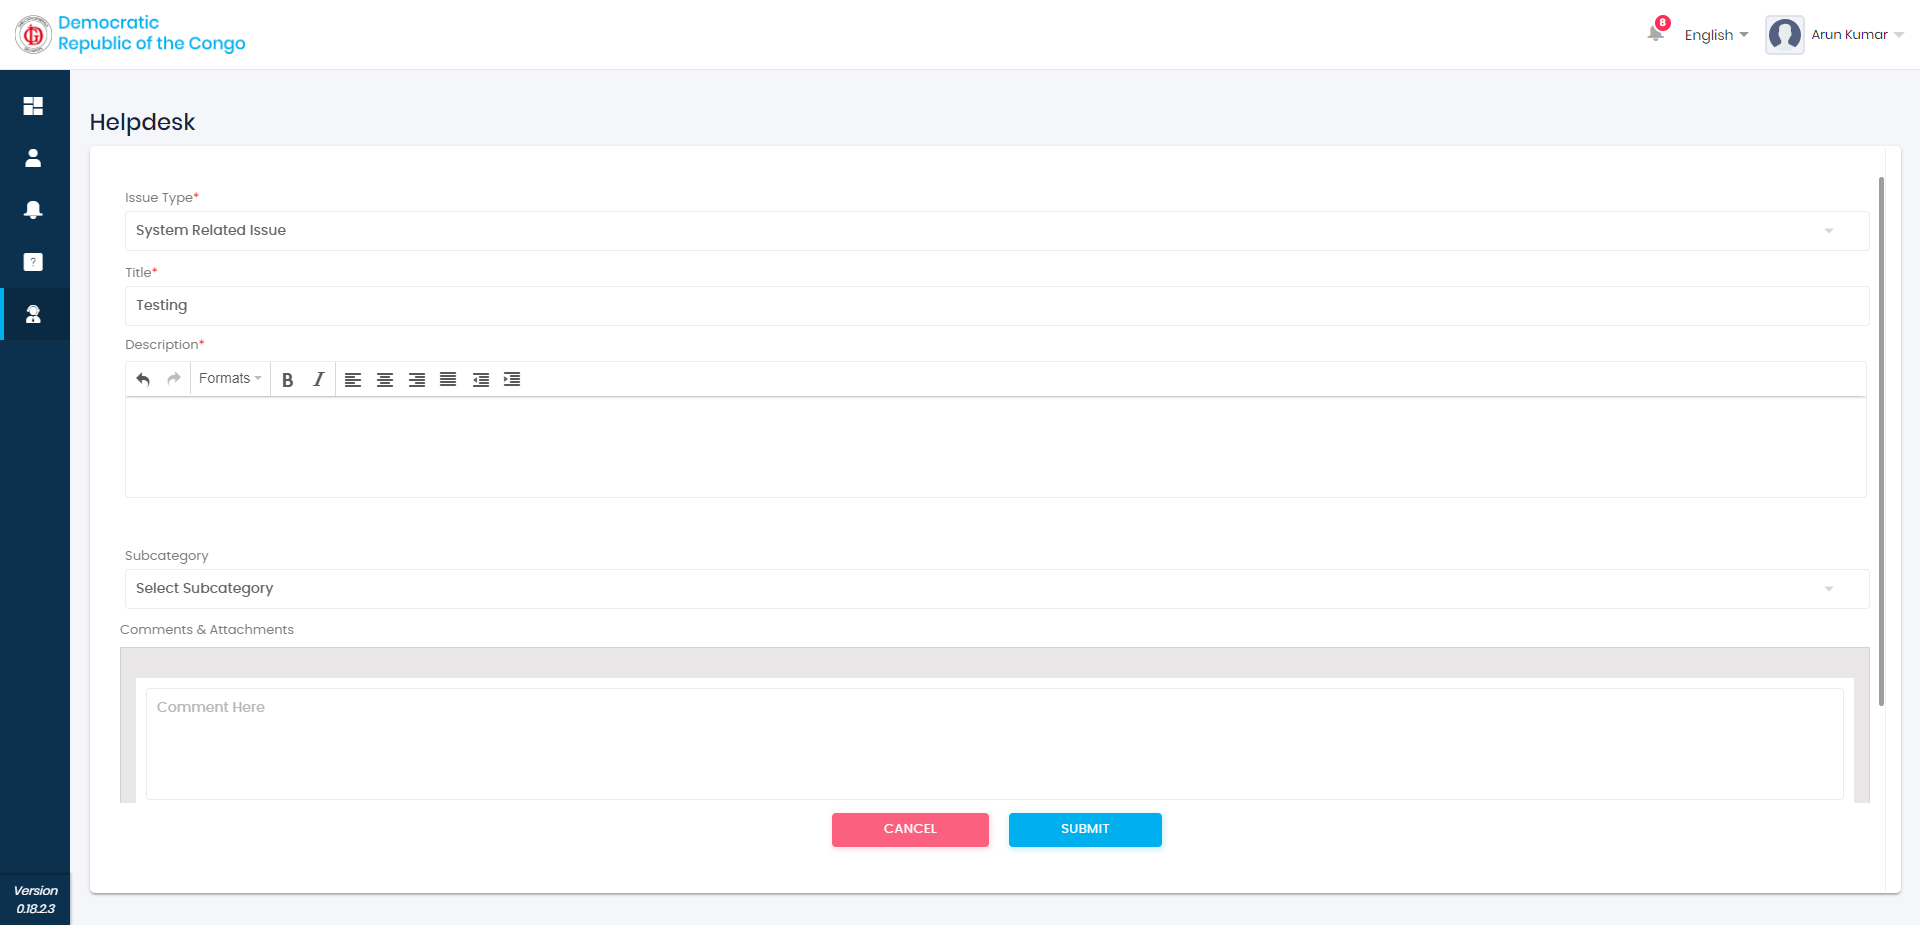 Democratic
Republic of the Congo
8
English
Arun Kumar
Helpdesk
Issue Type*
System Related Issue
Title*
Testing
Description*
Formats
B
I
Subcategory
Select Subcategory
Comments & Attachments
Comment Here
CANCEL
SUBMIT
?
Version
0.18.2.3